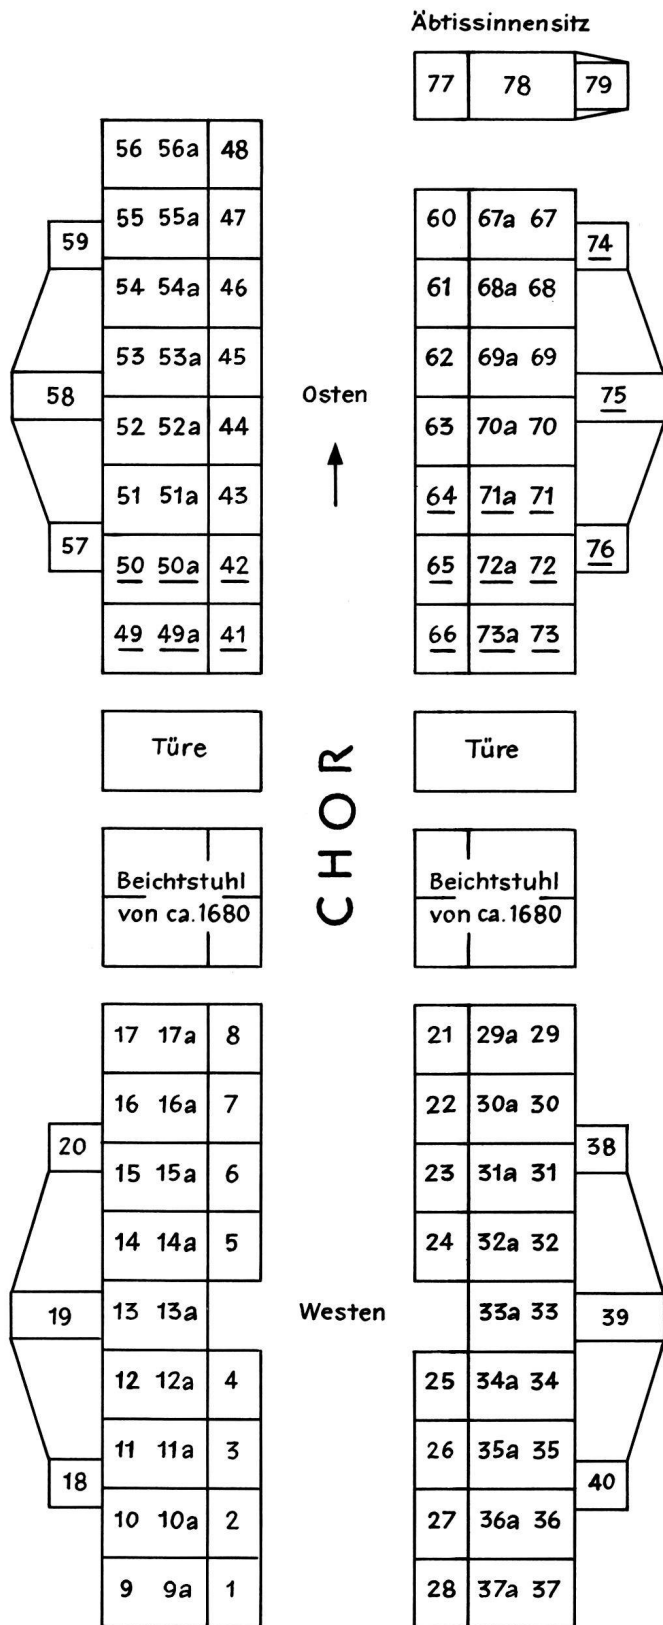 Äbtissinnensitz
77 78 79
56 56a 48
55 55a 47 60 67a 67
59 74
54 54a 46 61 68a 68
53 53a 45 62 69a 69
58 Osten 75
52 52a 44 63 70a 70
51 51a 43 64 71a 71
57 76
50 50a 42 65 72a 72
49 49a 41 66 73a 73
Türe Türe
CHOR
Beichtstuhl Beichtstuhl
von ca. 1680 von ca. 1680
17 17a 8 21 29a 29
16 16a 7 22 30a 30
20 38
15 15a 6 23 31a 31
14 14a 5 24 32a 32
19 13 13a Westen 33a 33 39
12 12a 4 25 34a 34
11 11a 3 26 35a 35
18 40
10 10a 2 27 36a 36
9 9a 1 28 37a 37